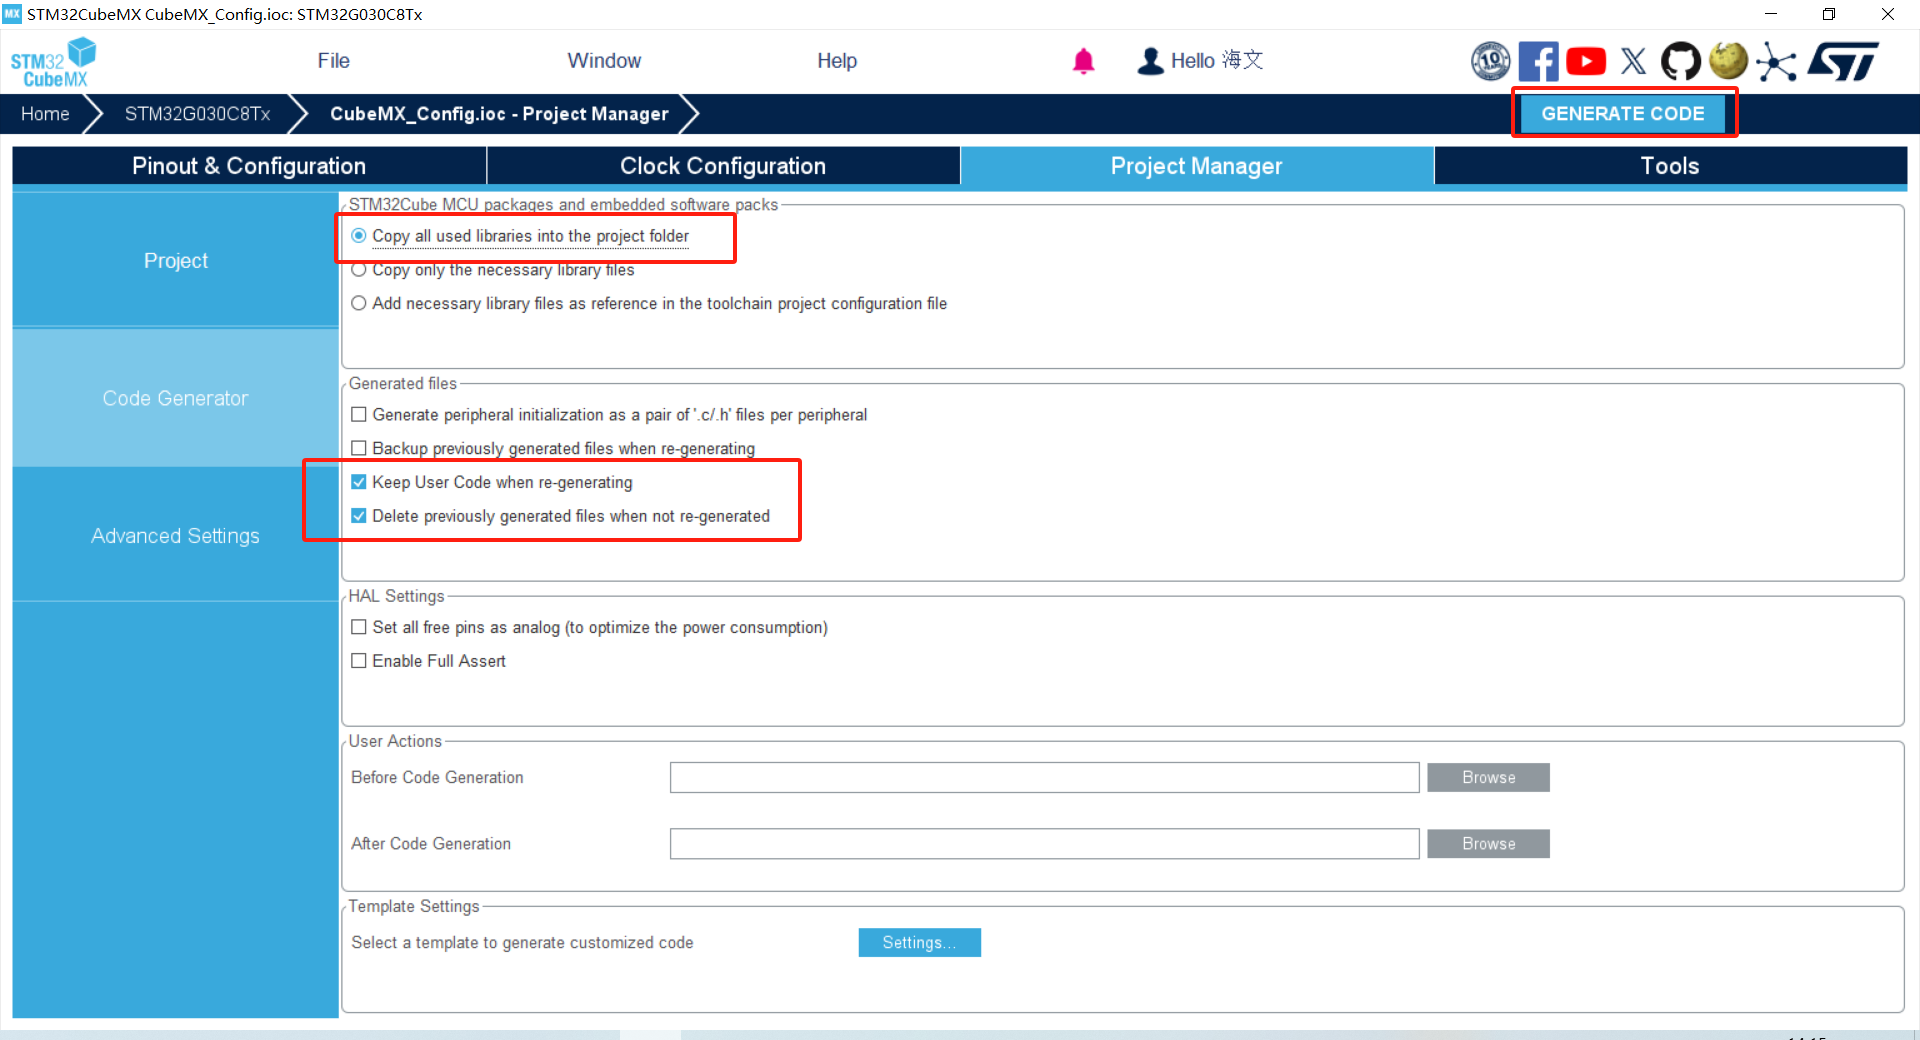 MX STM32CubeMX CubeMX_Config.ioc: STM32G030C8Tx
STM32
CubeMX
File Window Help Hello 海文
10
ST
Home STM32G030C8Tx CubeMX_Config.ioc - Project Manager GENERATE CODE
Pinout & Configuration Clock Configuration Project Manager Tools
Project
Code Generator
Advanced Settings
STM32Cube MCU packages and embedded software packs
Copy all used libraries into the project folder
Copy only the necessary library files
Add necessary library files as reference in the toolchain project configuration file
Generated files
Generate peripheral initialization as a pair of '.c/.h' files per peripheral
Backup previously generated files when re-generating
Keep User Code when re-generating
Delete previously generated files when not re-generated
HAL Settings
Set all free pins as analog (to optimize the power consumption)
Enable Full Assert
User Actions
Before Code Generation Browse
After Code Generation Browse
Template Settings
Select a template to generate customized code Settings...